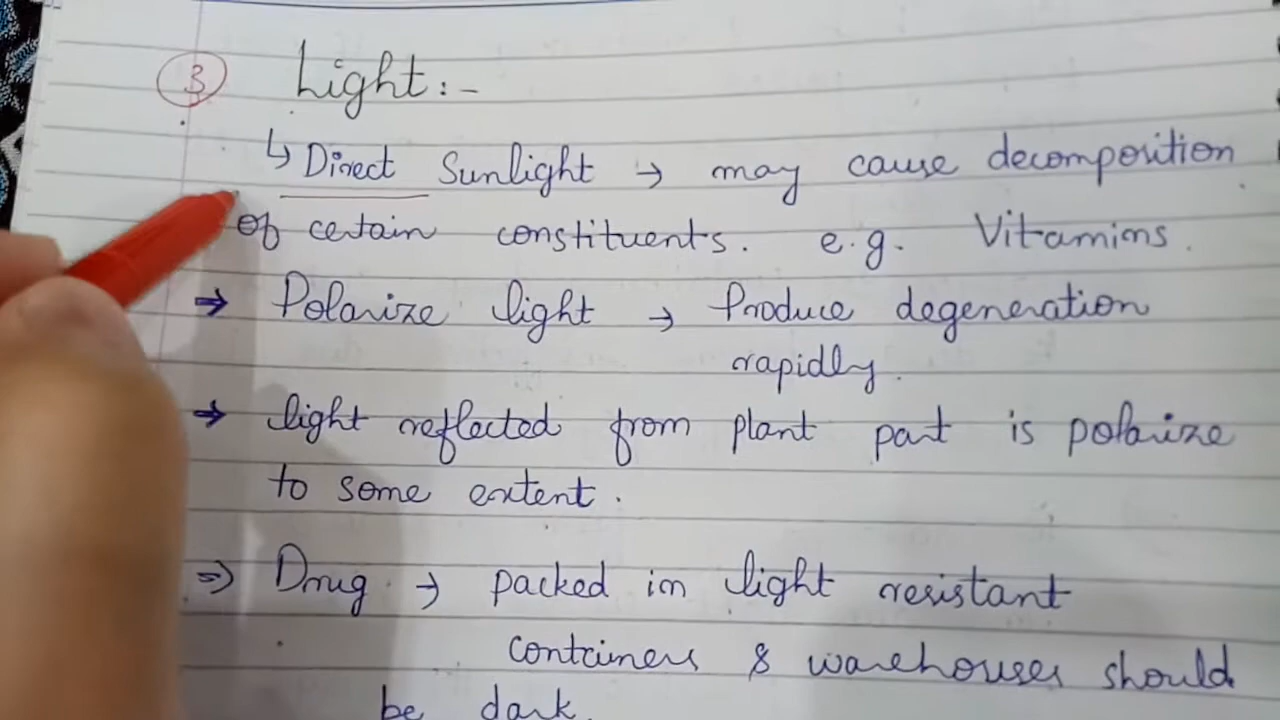 ③ Light:-
↳ Direct Sunlight → may cause decomposition
of certain constituents. e.g. Vitamins.
⇒ Polarize light → Produce degeneration
rapidly.
⇒ light reflected from plant part is polarize
to some extent.
⇒ Drug → packed in light resistant
containers & warehouses should
be dark.